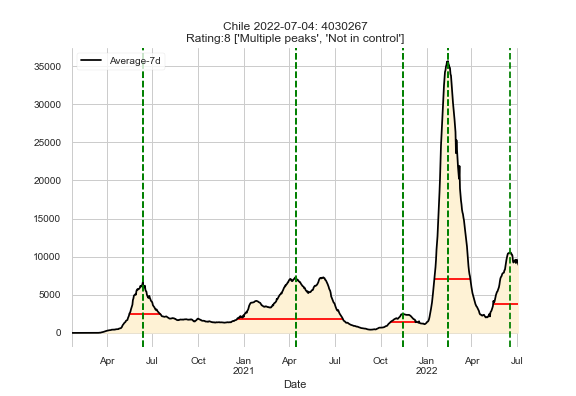 Chile 2022-07-04: 4030267
Rating:8 ['Multiple peaks', 'Not in control']
Average-7d
35000
30000
25000
20000
15000
10000
5000
0
Apr Jul Oct Jan Apr Jul Oct Jan Apr Jul
2021 2022
Date